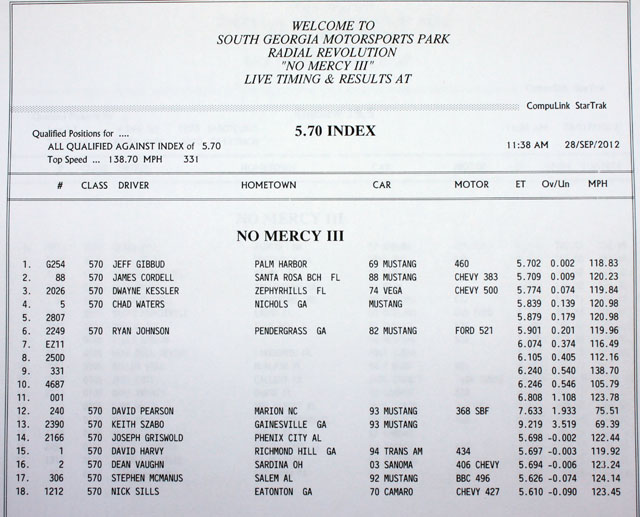 WELCOME TO
SOUTH GEORGIA MOTORSPORTS PARK
RADIAL REVOLUTION
"NO MERCY III"
LIVE TIMING & RESULTS AT
CompuLink StarTrak
Qualified Positions for ....
5.70 INDEX
ALL QUALIFIED AGAINST INDEX of 5.70
11:38 AM 28/SEP/2012
Top Speed ... 138.70 MPH 331
# CLASS DRIVER HOMETOWN CAR MOTOR ET Ov/Un MPH
NO MERCY III
1. G254 570 JEFF GIBBUD PALM HARBOR 69 MUSTANG 460 5.702 0.002 118.83
2. 88 570 JAMES CORDELL SANTA ROSA BCH FL 88 MUSTANG CHEVY 383 5.709 0.009 120.23
3. 2026 570 DWAYNE KESSLER ZEPHYRHILLS FL 74 VEGA CHEVY 500 5.774 0.074 119.84
4. 5 570 CHAD WATERS NICHOLS GA MUSTANG 5.839 0.139 120.98
5. 2807 5.879 0.179 120.98
6. 2249 570 RYAN JOHNSON PENDERGRASS GA 82 MUSTANG FORD 521 5.901 0.201 119.96
7. EZ11 6.074 0.374 116.49
8. 250D 6.105 0.405 112.16
9. 331 6.240 0.540 138.70
10. 4687 6.246 0.546 105.79
11. 001 6.808 1.108 123.78
12. 240 570 DAVID PEARSON MARION NC 93 MUSTANG 368 SBF 7.633 1.933 75.51
13. 2390 570 KEITH SZABO GAINESVILLE GA 93 MUSTANG 9.219 3.519 69.39
14. 2166 570 JOSEPH GRISWOLD PHENIX CITY AL 5.698 -0.002 122.44
15. 1 570 DAVID HARVY RICHMOND HILL GA 94 TRANS AM 434 5.697 -0.003 119.92
16. 2 570 DEAN VAUGHN SARDINA OH 03 SANOMA 406 CHEVY 5.694 -0.006 123.24
17. 306 570 STEPHEN MCMANUS SALEM AL 92 MUSTANG BBC 496 5.626 -0.074 124.14
18. 1212 570 NICK SILLS EATONTON GA 70 CAMARO CHEVY 427 5.610 -0.090 123.45